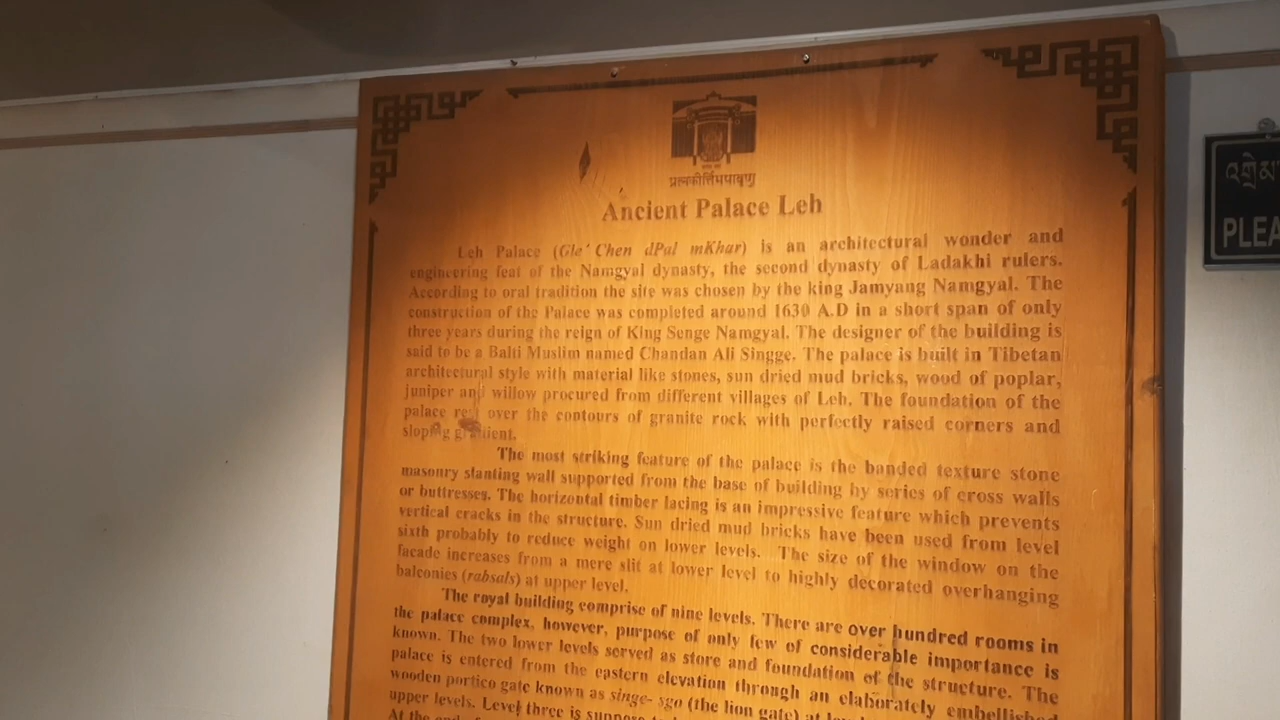 प्रत्नकीर्तिमपावृणु
Ancient Palace Leh
Leh Palace (Gle' Chen dPal mKhar) is an architectural wonder and
engineering feat of the Namgyal dynasty, the second dynasty of Ladakhi rulers.
According to oral tradition the site was chosen by the king Jamyang Namgyal. The
construction of the Palace was completed around 1630 A.D in a short span of only
three years during the reign of King Senge Namgyal. The designer of the building is
said to be a Balti Muslim named Chandan Ali Singge. The palace is built in Tibetan
architectural style with material like stones, sun dried mud bricks, wood of poplar,
juniper and willow procured from different villages of Leh. The foundation of the
palace rest over the contours of granite rock with perfectly raised corners and
sloping gradient.
The most striking feature of the palace is the banded texture stone
masonry slanting wall supported from the base of building by series of cross walls
or buttresses. The horizontal timber lacing is an impressive feature which prevents
vertical cracks in the structure. Sun dried mud bricks have been used from level
sixth probably to reduce weight on lower levels. The size of the window on the
facade increases from a mere slit at lower level to highly decorated overhanging
balconies (rabsals) at upper level.
The royal building comprise of nine levels. There are over hundred rooms in
the palace complex, however, purpose of only few of considerable importance is
known. The two lower levels served as store and foundation of the structure. The
palace is entered from the eastern elevation through an elaborately embellished
wooden portico gate known as singe- sgo (the lion gate) at
upper levels. Level three is
At the
འགྲེམ
PLEA